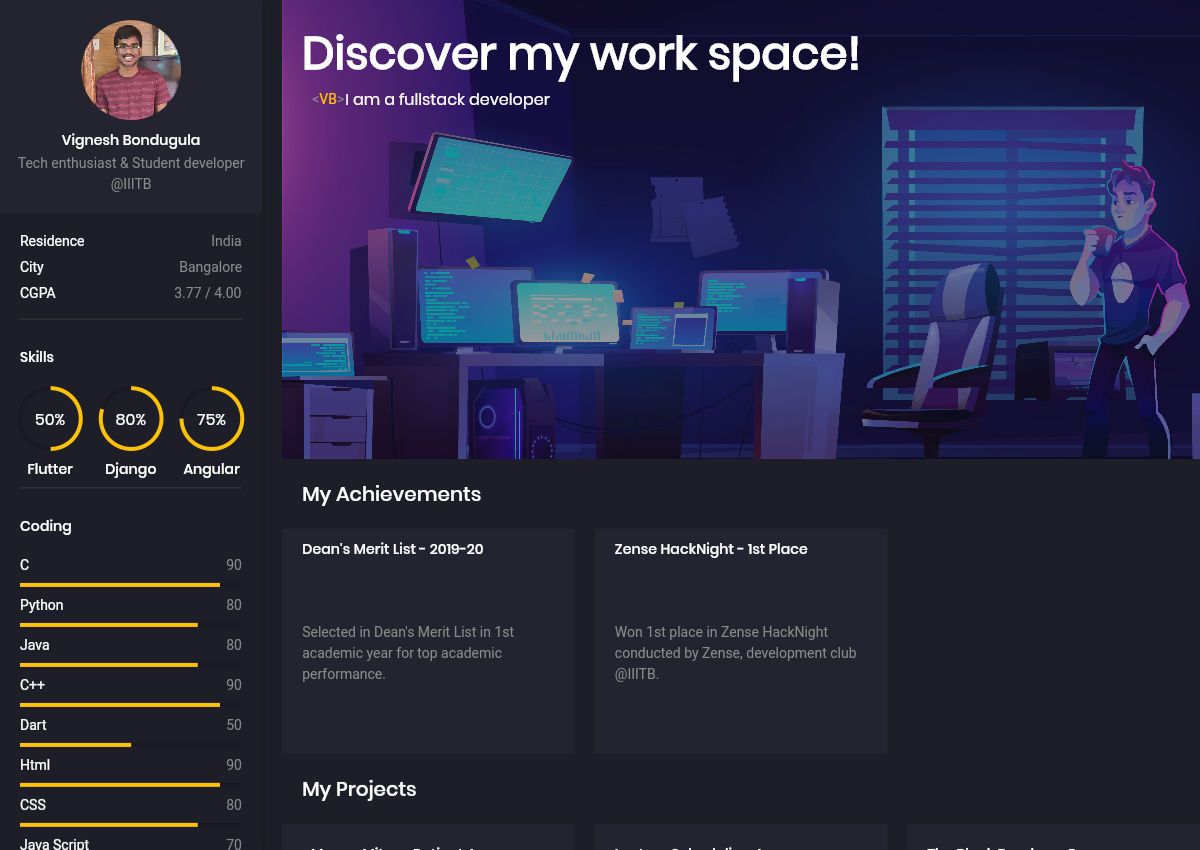 Vignesh Bondugula
Tech enthusiast & Student developer
@IIITB
Residence India
City Bangalore
CGPA 3.77 / 4.00
Skills
50% 80% 75%
Flutter Django Angular
Coding
C 90
Python 80
Java 80
C++ 90
Dart 50
Html 90
CSS 80
Java Script 70
Discover my work space!
<VB>I am a fullstack developer
My Achievements
Dean's Merit List - 2019-20
Selected in Dean's Merit List in 1st
academic year for top academic
performance.
Zense HackNight - 1st Place
Won 1st place in Zense HackNight
conducted by Zense, development club
@IIITB.
My Projects